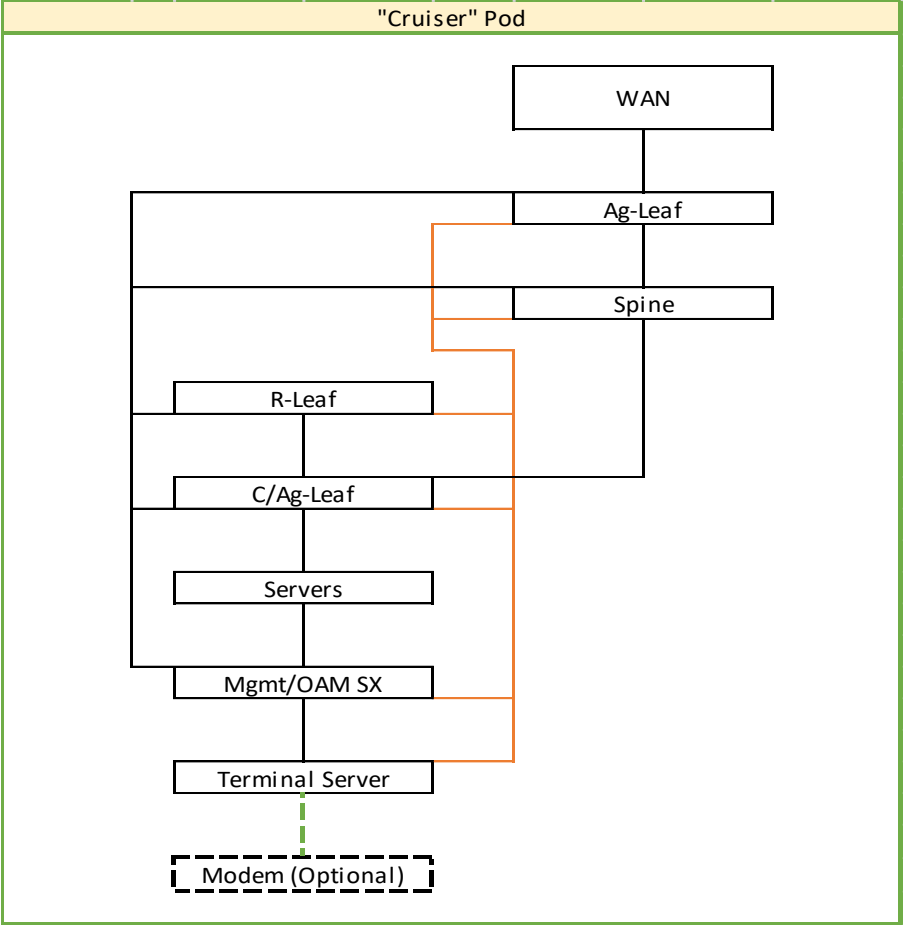 "Cruiser" Pod
WAN
Ag-Leaf
Spine
R-Leaf
C/Ag-Leaf
Servers
Mgmt/OAM SX
Terminal Server
Modem (Optional)